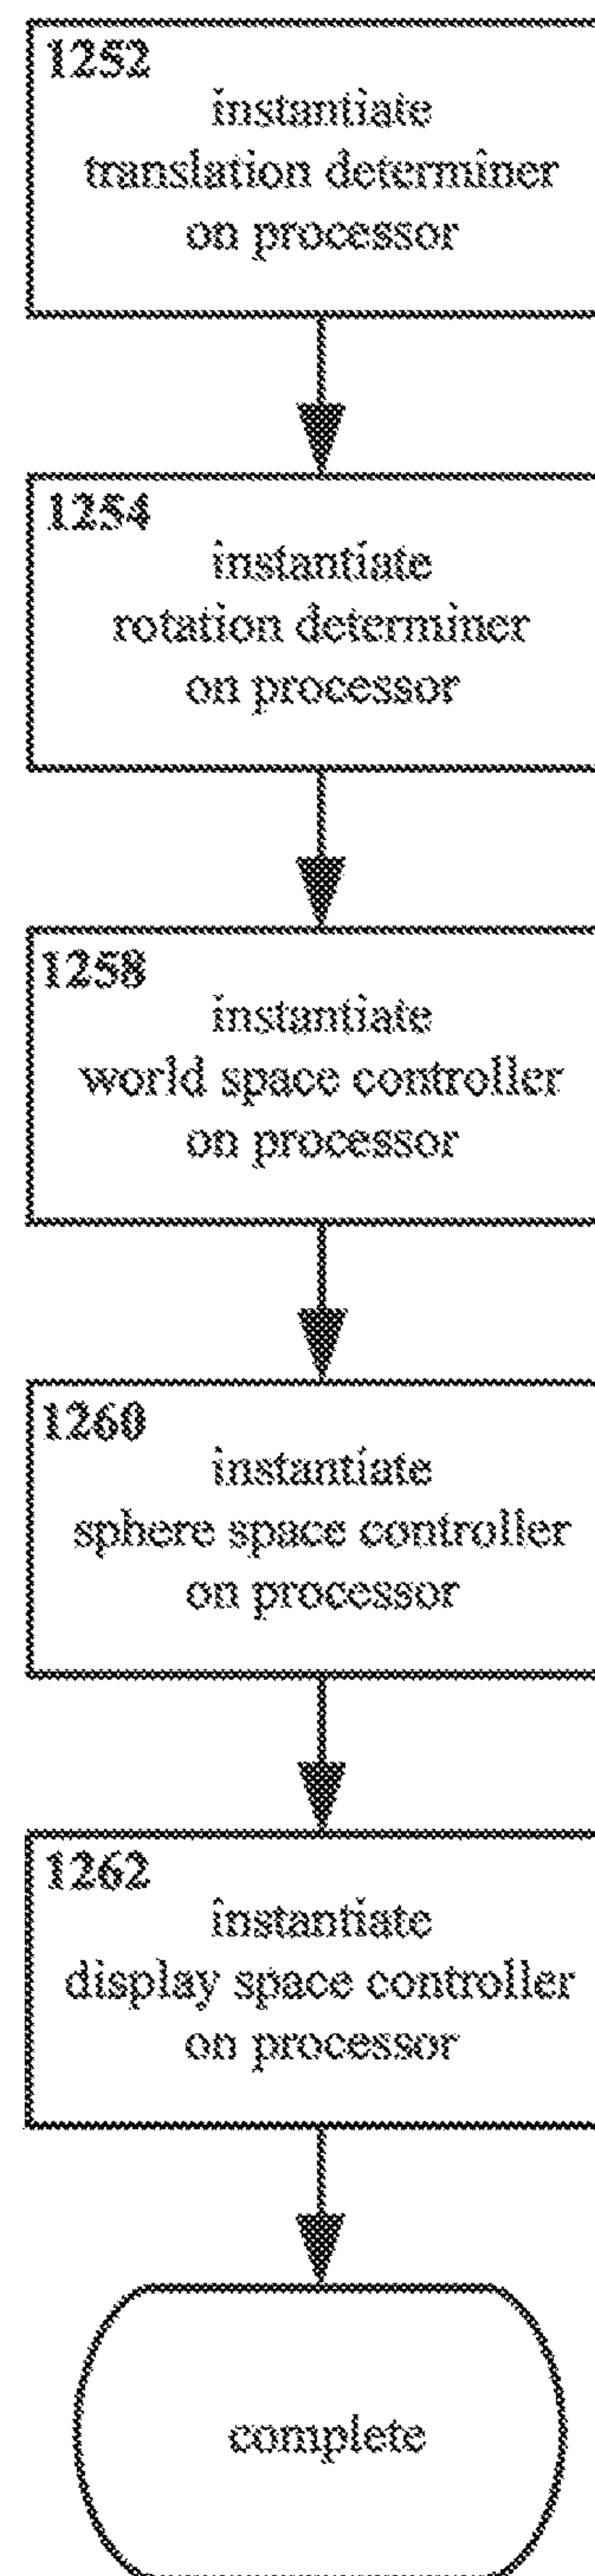 1252
instantiate
translation determiner
on processor
1254
instantiate
rotation determiner
on processor
1258
instantiate
world space controller
on processor
1260
instantiate
sphere space controller
on processor
1262
instantiate
display space controller
on processor
complete